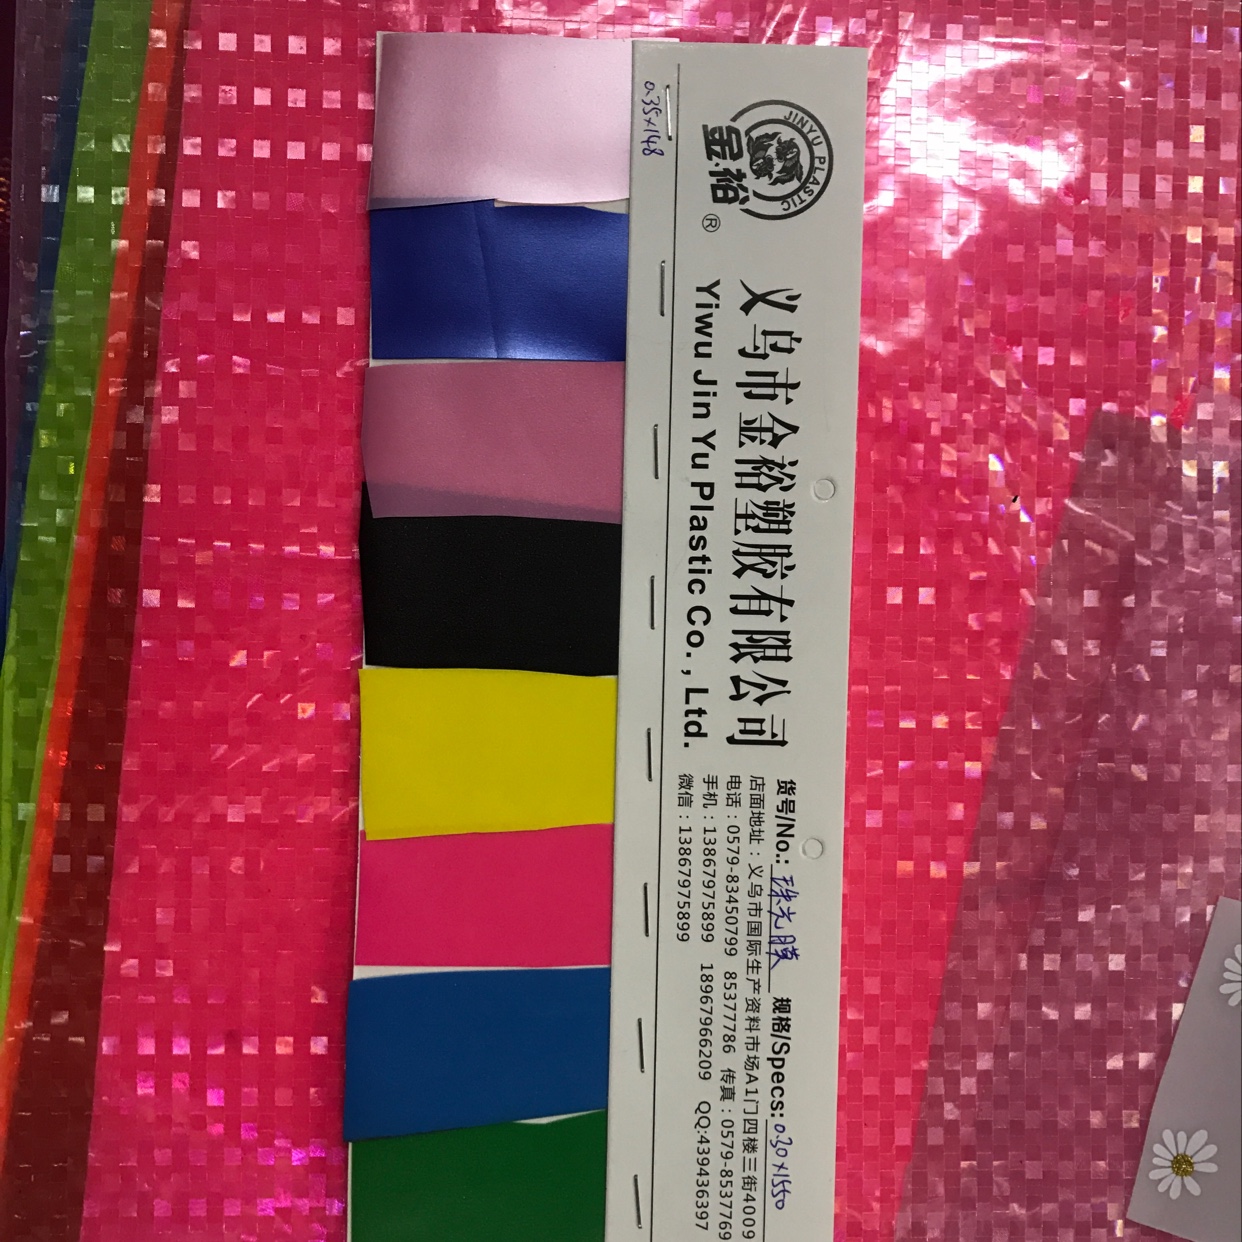 JINYU PLASTIC
金·裕
®
义乌市金裕塑胶有限公司
Yiwu Jin Yu Plastic Co., Ltd.
货号/No.: 珠光膜 规格/Specs: 0.30×1550
店面地址：义乌市国际生产资料市场A1门四楼三街4009
电话：0579-83450799 85377786 传真：0579-8537769
手机：13867975899 18967966209 QQ:439436397
微信：13867975899
0.35×148